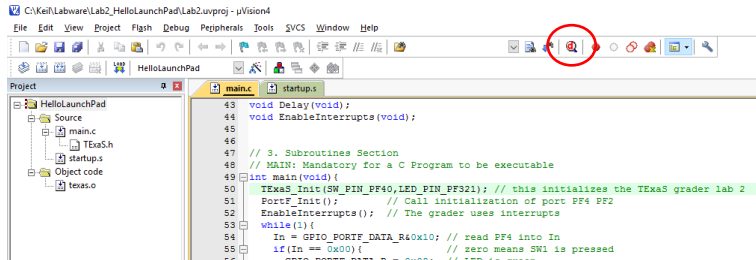 C:\Keil\Labware\Lab2_HelloLaunchPad\Lab2.uvproj - µVision4
File Edit View Project Flash Debug Peripherals Tools SVCS Window Help
LOAD HelloLaunchPad
Project
main.c startup.s
HelloLaunchPad
Source
main.c
TExaS.h
startup.s
Object code
texas.o
43 void Delay(void);
44 void EnableInterrupts(void);
45
46
47 // 3. Subroutines Section
48 // MAIN: Mandatory for a C Program to be executable
49 int main(void){
50 TExaS_Init(SW_PIN_PF40,LED_PIN_PF321); // this initializes the TExaS grader lab 2
51 PortF_Init(); // Call initialization of port PF4 PF2
52 EnableInterrupts(); // The grader uses interrupts
53 while(1){
54 In = GPIO_PORTF_DATA_R&0x10; // read PF4 into In
55 if(In == 0x00){ // zero means SW1 is pressed